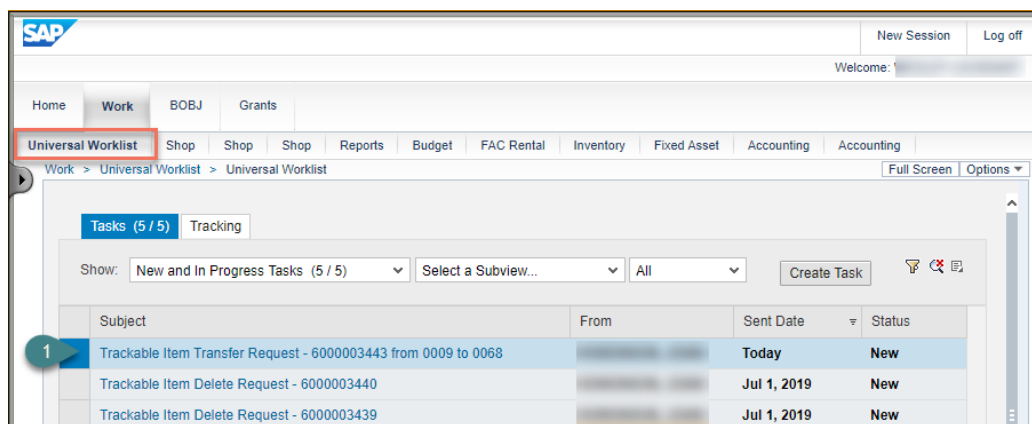 SAP
New Session Log off
Welcome:
Home Work BOBJ Grants
Universal Worklist Shop Shop Shop Reports Budget FAC Rental Inventory Fixed Asset Accounting Accounting
Work > Universal Worklist > Universal Worklist Full Screen Options
Tasks (5 / 5) Tracking
Show: New and In Progress Tasks (5 / 5) Select a Subview... All Create Task
Subject From Sent Date Status
1 Trackable Item Transfer Request - 6000003443 from 0009 to 0068 Today New
Trackable Item Delete Request - 6000003440 Jul 1, 2019 New
Trackable Item Delete Request - 6000003439 Jul 1, 2019 New